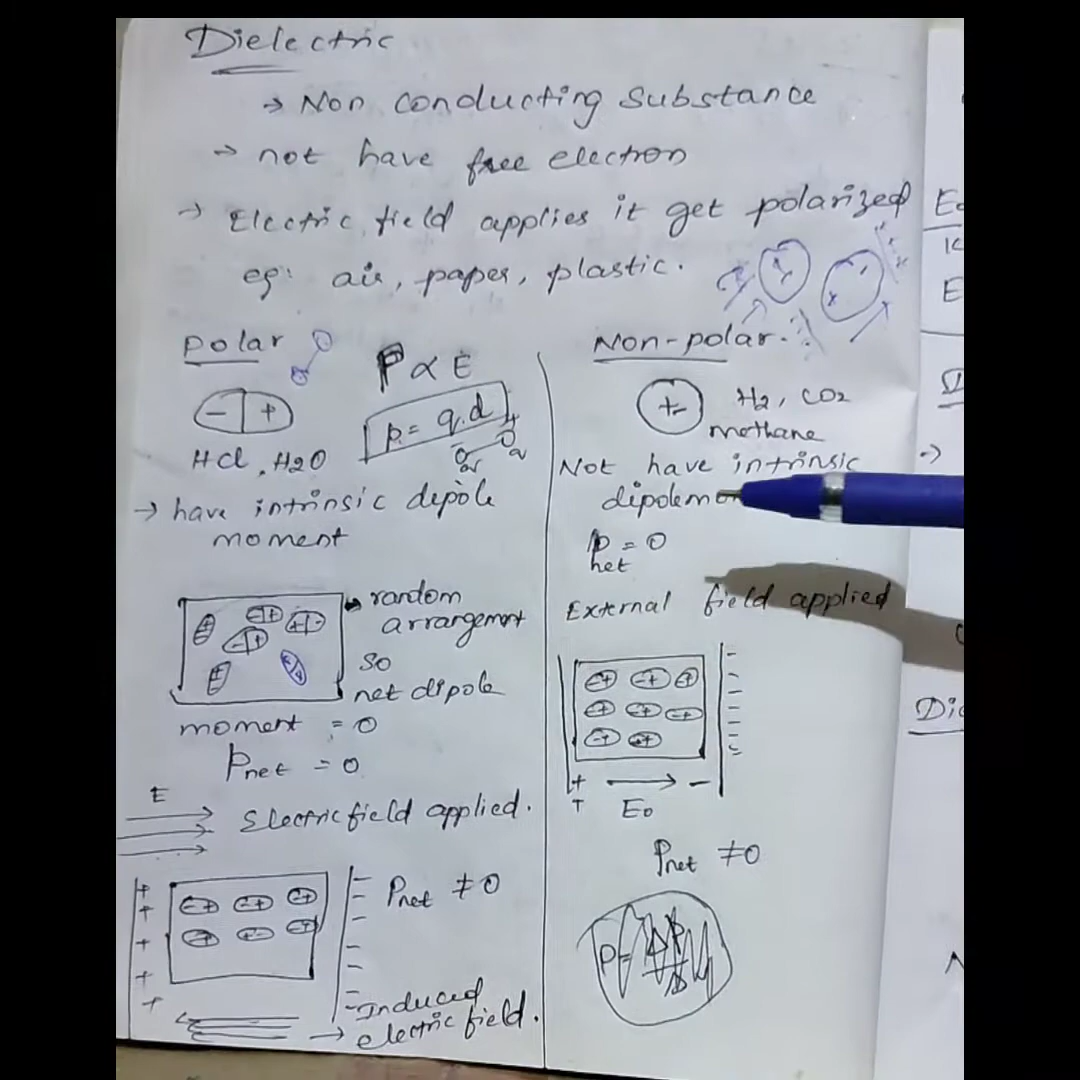 Dielectric
→ Non conducting substance
→ not have free electron
→ Electric field applies it get polarized
eg: air, paper, plastic.
Polar
P ∝ E
p = q.d
- +
HCl, H2O
→ have intrinsic dipole
moment
random
arrangement
so
net dipole
moment = 0
Pnet = 0
E
Electric field applied.
Pnet ≠ 0
Induced
→ electric field.
Non-polar
+-
H2, CO2
methane
Not have intrinsic
dipolemo
p = 0
net
External field applied
+ → -
E0
Pnet ≠ 0
E
Di